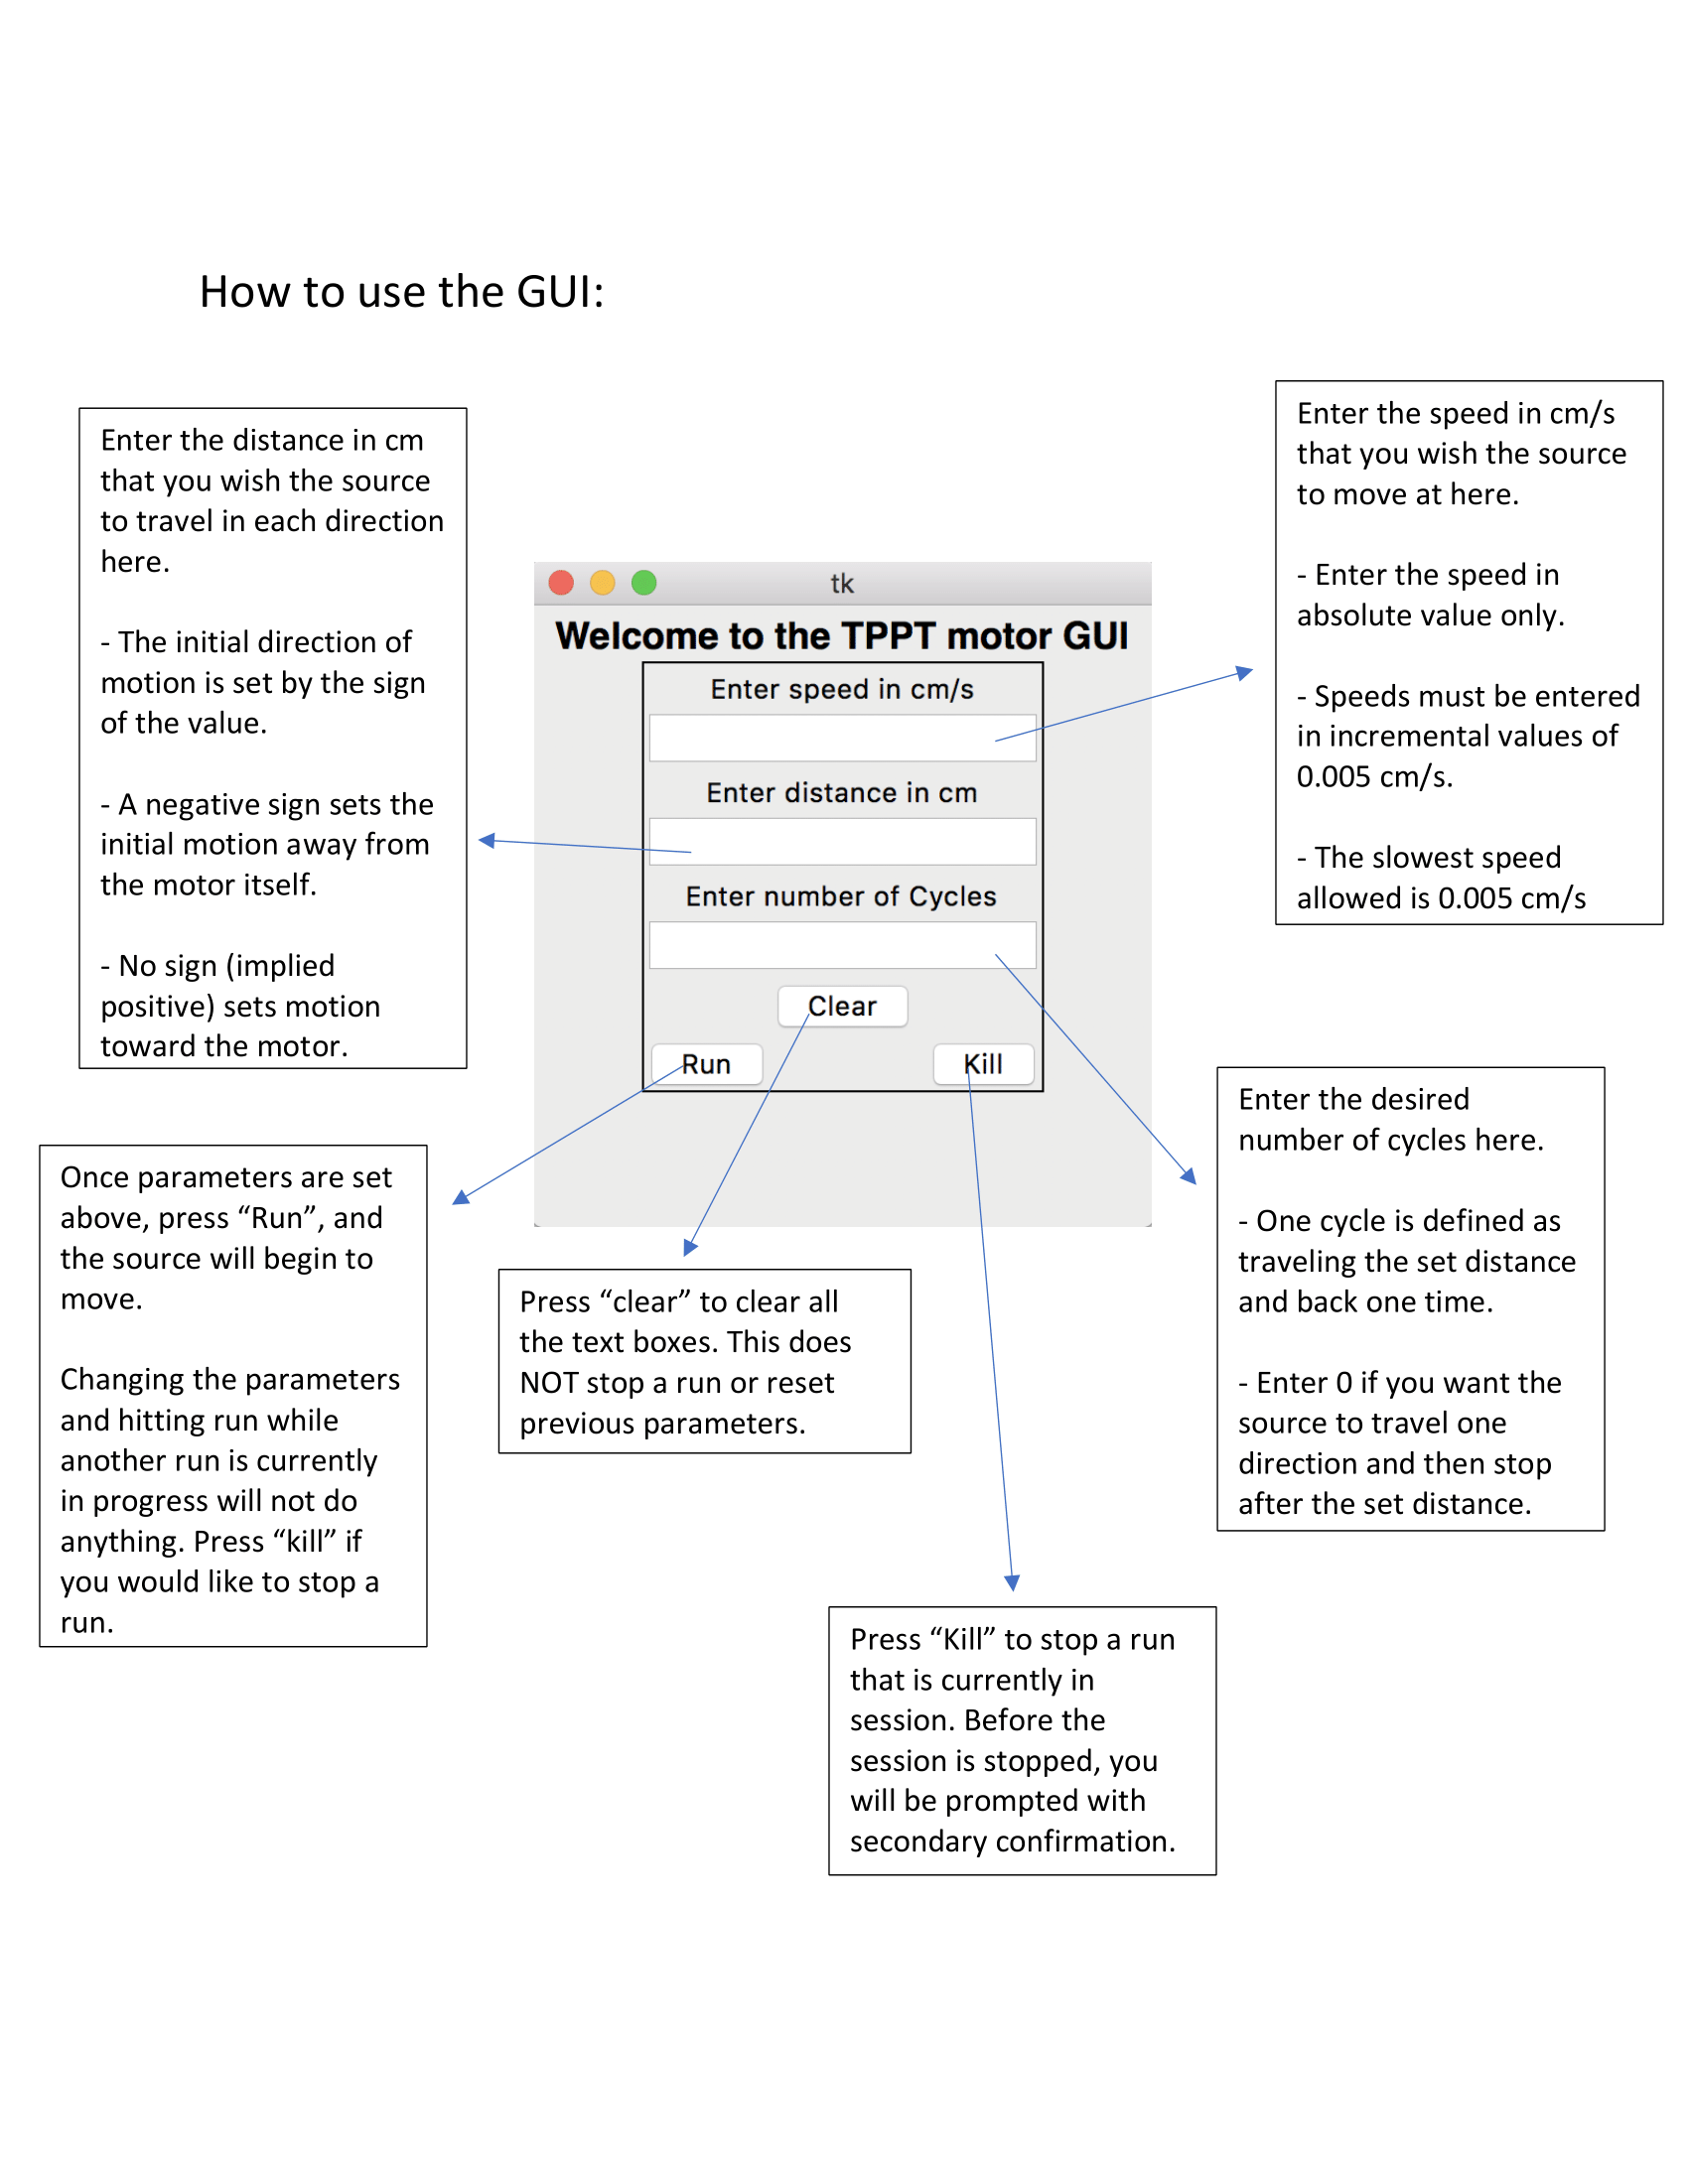 How to use the GUI:
Enter the distance in cm
that you wish the source
to travel in each direction
here.
- The initial direction of
motion is set by the sign
of the value.
- A negative sign sets the
initial motion away from
the motor itself.
- No sign (implied
positive) sets motion
toward the motor.
Enter the speed in cm/s
that you wish the source
to move at here.
- Enter the speed in
absolute value only.
- Speeds must be entered
in incremental values of
0.005 cm/s.
- The slowest speed
allowed is 0.005 cm/s
tk
Welcome to the TPPT motor GUI
Enter speed in cm/s
Enter distance in cm
Enter number of Cycles
Clear
Run
Kill
Once parameters are set
above, press “Run”, and
the source will begin to
move.
Changing the parameters
and hitting run while
another run is currently
in progress will not do
anything. Press “kill” if
you would like to stop a
run.
Press “clear” to clear all
the text boxes. This does
NOT stop a run or reset
previous parameters.
Enter the desired
number of cycles here.
- One cycle is defined as
traveling the set distance
and back one time.
- Enter 0 if you want the
source to travel one
direction and then stop
after the set distance.
Press “Kill” to stop a run
that is currently in
session. Before the
session is stopped, you
will be prompted with
secondary confirmation.